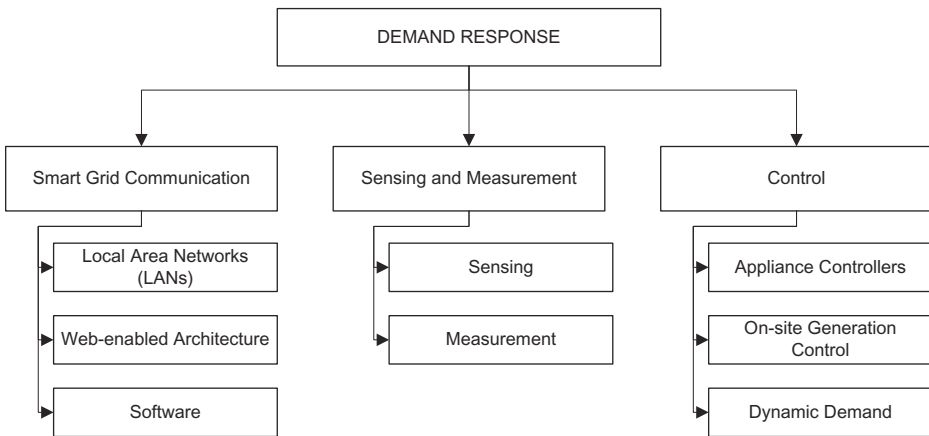 DEMAND RESPONSE
Smart Grid Communication
Sensing and Measurement
Control
Local Area Networks
(LANs)
Sensing
Appliance Controllers
Web-enabled Architecture
Measurement
On-site Generation
Control
Software
Dynamic Demand